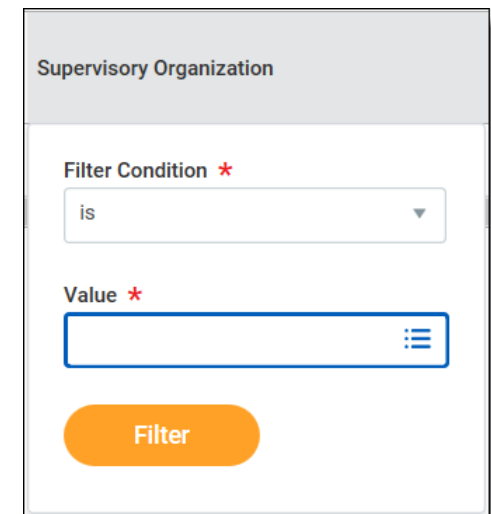 Supervisory Organization
Filter Condition *
is
Value *
Filter